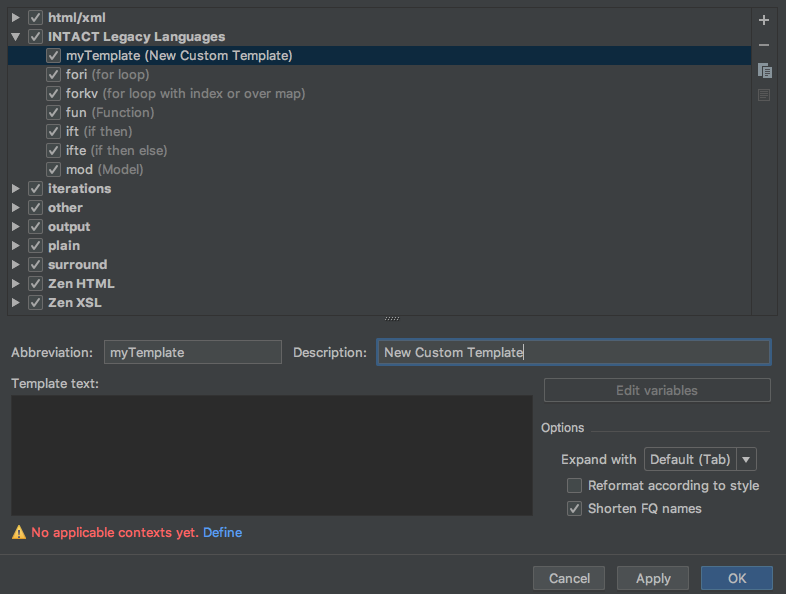 html/xml
INTACT Legacy Languages
myTemplate (New Custom Template)
fori (for loop)
forkv (for loop with index or over map)
fun (Function)
ift (if then)
ifte (if then else)
mod (Model)
iterations
other
output
plain
surround
Zen HTML
Zen XSL
Abbreviation: myTemplate Description: New Custom Template
Template text:
Edit variables
Options
Expand with Default (Tab)
Reformat according to style
Shorten FQ names
No applicable contexts yet. Define
Cancel Apply OK